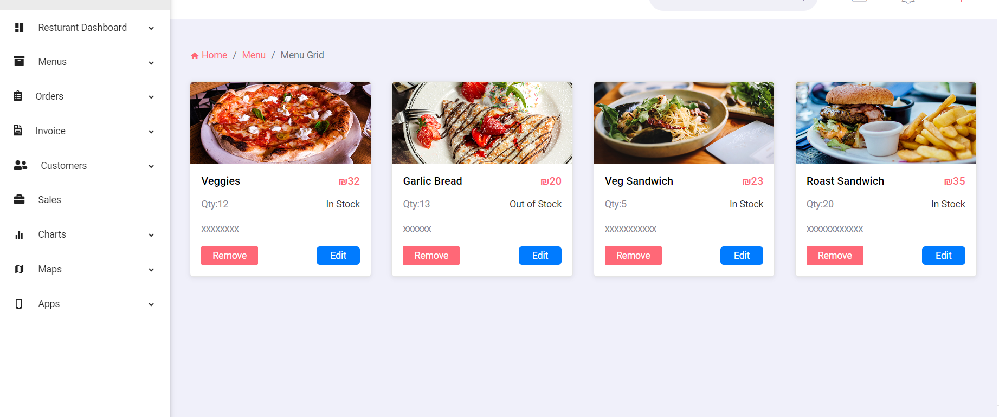 Resturant Dashboard
Menus
Orders
Invoice
Customers
Sales
Charts
Maps
Apps
Home / Menu / Menu Grid
Veggies ₪32
Qty:12 In Stock
xxxxxxxx
Remove Edit
Garlic Bread ₪20
Qty:13 Out of Stock
xxxxxx
Remove Edit
Veg Sandwich ₪23
Qty:5 In Stock
xxxxxxxxxxx
Remove Edit
Roast Sandwich ₪35
Qty:20 In Stock
xxxxxxxxxxxx
Remove Edit